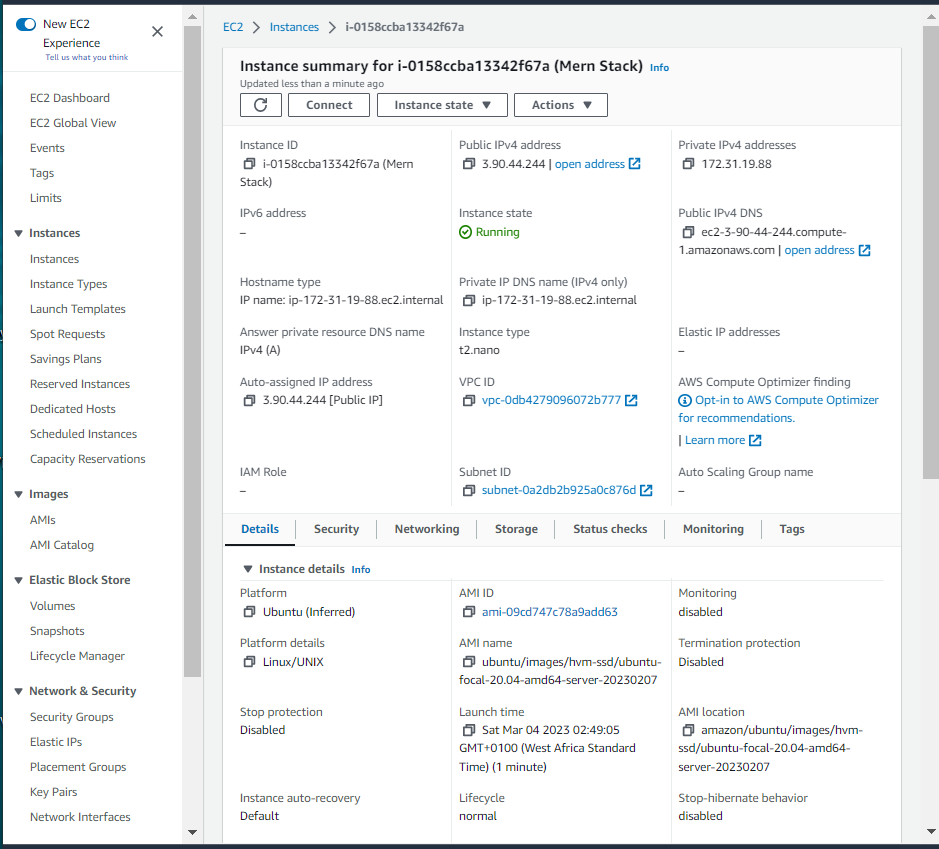 New EC2
Experience
Tell us what you think
EC2 Dashboard
EC2 Global View
Events
Tags
Limits
Instances
Instances
Instance Types
Launch Templates
Spot Requests
Savings Plans
Reserved Instances
Dedicated Hosts
Scheduled Instances
Capacity Reservations
Images
AMIs
AMI Catalog
Elastic Block Store
Volumes
Snapshots
Lifecycle Manager
Network & Security
Security Groups
Elastic IPs
Placement Groups
Key Pairs
Network Interfaces
EC2 > Instances > i-0158ccba13342f67a
Instance summary for i-0158ccba13342f67a (Mern Stack) Info
Updated less than a minute ago
Connect Instance state Actions
Instance ID
i-0158ccba13342f67a (Mern
Stack)
Public IPv4 address
3.90.44.244 | open address
Private IPv4 addresses
172.31.19.88
IPv6 address
–
Instance state
Running
Public IPv4 DNS
ec2-3-90-44-244.compute-
1.amazonaws.com | open address
Hostname type
IP name: ip-172-31-19-88.ec2.internal
Private IP DNS name (IPv4 only)
ip-172-31-19-88.ec2.internal
Answer private resource DNS name
IPv4 (A)
Instance type
t2.nano
Elastic IP addresses
–
Auto-assigned IP address
3.90.44.244 [Public IP]
VPC ID
vpc-0db4279096072b777
AWS Compute Optimizer finding
Opt-in to AWS Compute Optimizer
for recommendations.
| Learn more
IAM Role
–
Subnet ID
subnet-0a2db2b925a0c876d
Auto Scaling Group name
–
Details Security Networking Storage Status checks Monitoring Tags
Instance details Info
Platform
Ubuntu (Inferred)
AMI ID
ami-09cd747c78a9add63
Monitoring
disabled
Platform details
Linux/UNIX
AMI name
ubuntu/images/hvm-ssd/ubuntu-
focal-20.04-amd64-server-20230207
Termination protection
Disabled
Stop protection
Disabled
Launch time
Sat Mar 04 2023 02:49:05
GMT+0100 (West Africa Standard
Time) (1 minute)
AMI location
amazon/ubuntu/images/hvm-
ssd/ubuntu-focal-20.04-amd64-
server-20230207
Instance auto-recovery
Default
Lifecycle
normal
Stop-hibernate behavior
disabled